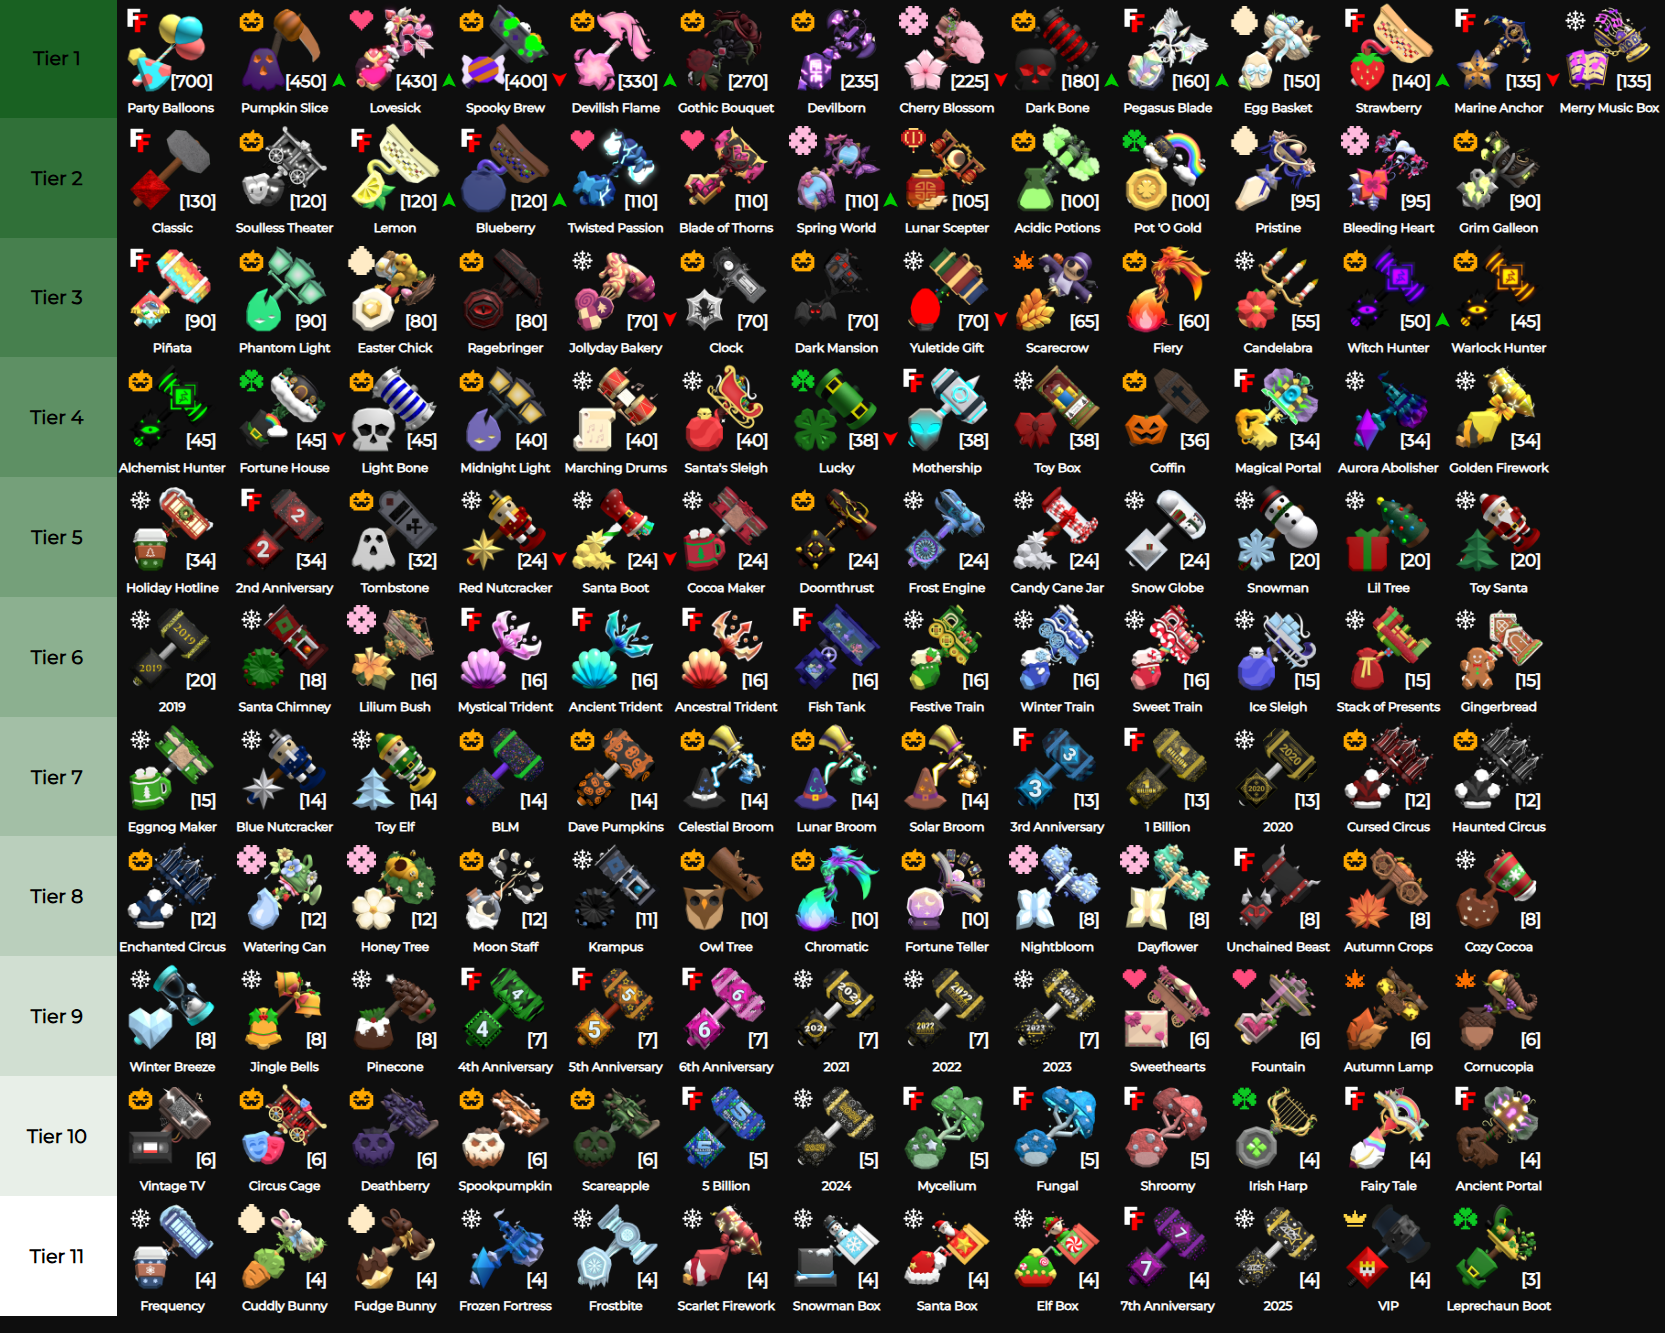 Tier 1
[700] [450] [430] [400] [330] [270] [235] [225] [180] [160] [150] [140] [135] [135]
Party Balloons Pumpkin Slice Lovesick Spooky Brew Devilish Flame Gothic Bouquet Devilborn Cherry Blossom Dark Bone Pegasus Blade Egg Basket Strawberry Marine Anchor Merry Music Box
Tier 2
[130] [120] [120] [120] [110] [110] [110] [105] [100] [100] [95] [95] [90]
Classic Soulless Theater Lemon Blueberry Twisted Passion Blade of Thorns Spring World Lunar Scepter Acidic Potions Pot 'O Gold Pristine Bleeding Heart Grim Galleon
Tier 3
[90] [90] [80] [80] [70] [70] [70] [70] [65] [60] [55] [50] [45]
Piñata Phantom Light Easter Chick Ragebringer Jollyday Bakery Clock Dark Mansion Yuletide Gift Scarecrow Fiery Candelabra Witch Hunter Warlock Hunter
Tier 4
[45] [45] [45] [40] [40] [40] [38] [38] [38] [36] [34] [34] [34]
Alchemist Hunter Fortune House Light Bone Midnight Light Marching Drums Santa's Sleigh Lucky Mothership Toy Box Coffin Magical Portal Aurora Abolisher Golden Firework
Tier 5
[34] [34] [32] [24] [24] [24] [24] [24] [24] [24] [20] [20] [20]
Holiday Hotline 2nd Anniversary Tombstone Red Nutcracker Santa Boot Cocoa Maker Doomthrust Frost Engine Candy Cane Jar Snow Globe Snowman Lil Tree Toy Santa
Tier 6
[20] [18] [16] [16] [16] [16] [16] [16] [16] [16] [15] [15] [15]
2019 Santa Chimney Lilium Bush Mystical Trident Ancient Trident Ancestral Trident Fish Tank Festive Train Winter Train Sweet Train Ice Sleigh Stack of Presents Gingerbread
Tier 7
[15] [14] [14] [14] [14] [14] [14] [14] [13] [13] [13] [12] [12]
Eggnog Maker Blue Nutcracker Toy Elf BLM Dave Pumpkins Celestial Broom Lunar Broom Solar Broom 3rd Anniversary 1 Billion 2020 Cursed Circus Haunted Circus
Tier 8
[12] [12] [12] [12] [11] [10] [10] [10] [8] [8] [8] [8] [8]
Enchanted Circus Watering Can Honey Tree Moon Staff Krampus Owl Tree Chromatic Fortune Teller Nightbloom Dayflower Unchained Beast Autumn Crops Cozy Cocoa
Tier 9
[8] [8] [8] [7] [7] [7] [7] [7] [7] [6] [6] [6] [6]
Winter Breeze Jingle Bells Pinecone 4th Anniversary 5th Anniversary 6th Anniversary 2021 2022 2023 Sweethearts Fountain Autumn Lamp Cornucopia
Tier 10
[6] [6] [6] [6] [6] [5] [5] [5] [5] [5] [4] [4] [4]
Vintage TV Circus Cage Deathberry Spookpumpkin Scareapple 5 Billion 2024 Mycelium Fungal Shroomy Irish Harp Fairy Tale Ancient Portal
Tier 11
[4] [4] [4] [4] [4] [4] [4] [4] [4] [4] [4] [4] [3]
Frequency Cuddly Bunny Fudge Bunny Frozen Fortress Frostbite Scarlet Firework Snowman Box Santa Box Elf Box 7th Anniversary 2025 VIP Leprechaun Boot